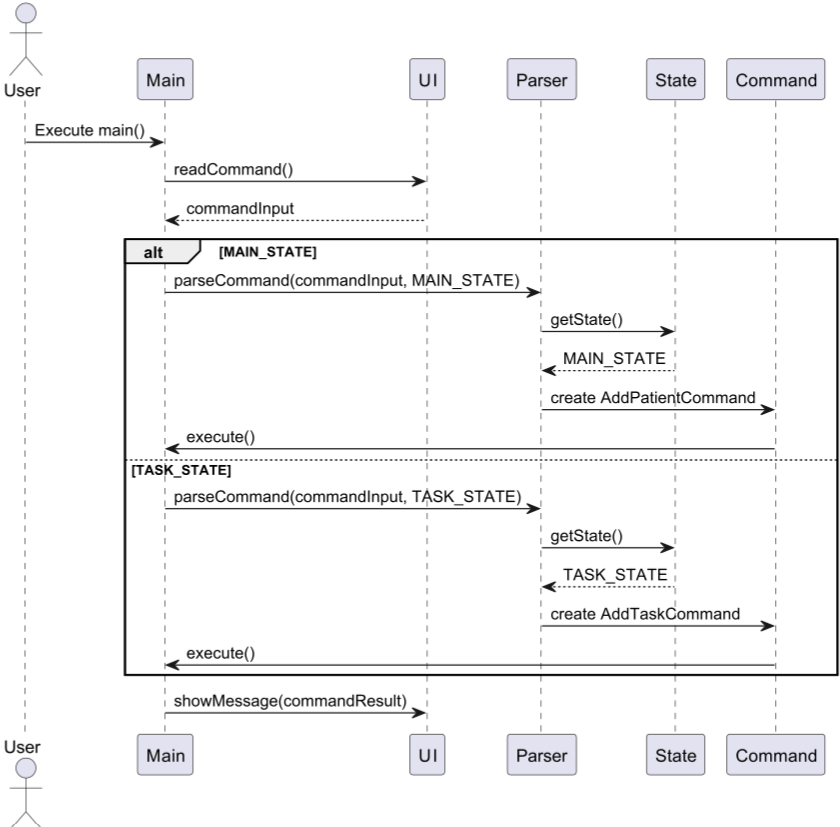 User
Main
UI
Parser
State
Command
Execute main()
readCommand()
commandInput
alt
[MAIN_STATE]
parseCommand(commandInput, MAIN_STATE)
getState()
MAIN_STATE
create AddPatientCommand
execute()
[TASK_STATE]
parseCommand(commandInput, TASK_STATE)
getState()
TASK_STATE
create AddTaskCommand
execute()
showMessage(commandResult)
User
Main
UI
Parser
State
Command